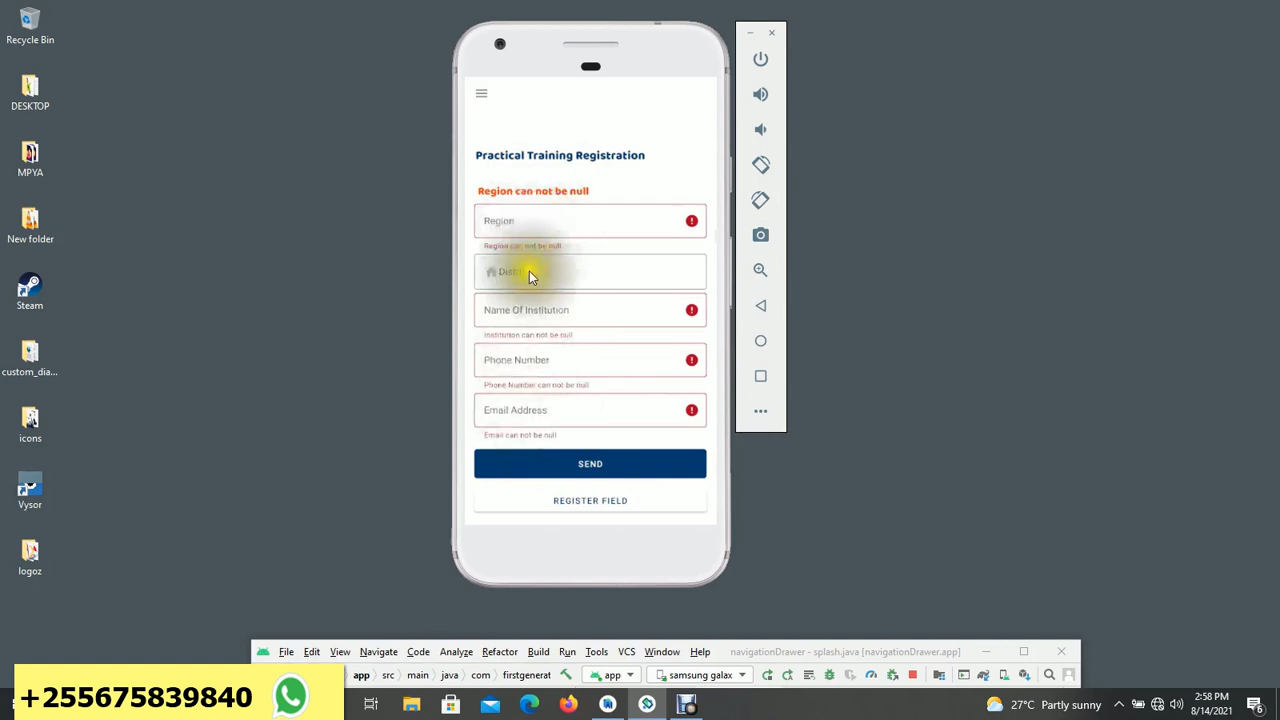 Recycle Bin
DESKTOP
MPYA
New folder
Steam
custom_dia...
icons
Vysor
logoz
Practical Training Registration
Region can not be null
Region
Region can not be null
Name Of Institution
Institution can not be null
Phone Number
Phone Number can not be null
Email Address
Email can not be null
SEND
REGISTER FIELD
File Edit View Navigate Code Analyze Refactor Build Run Tools VCS Window Help navigationDrawer - splash.java [navigationDrawer.app]
app src main java com firstgenerat app samsung galax
+255675839840
27°C Partly sunny
2:58 PM
8/14/2021
6